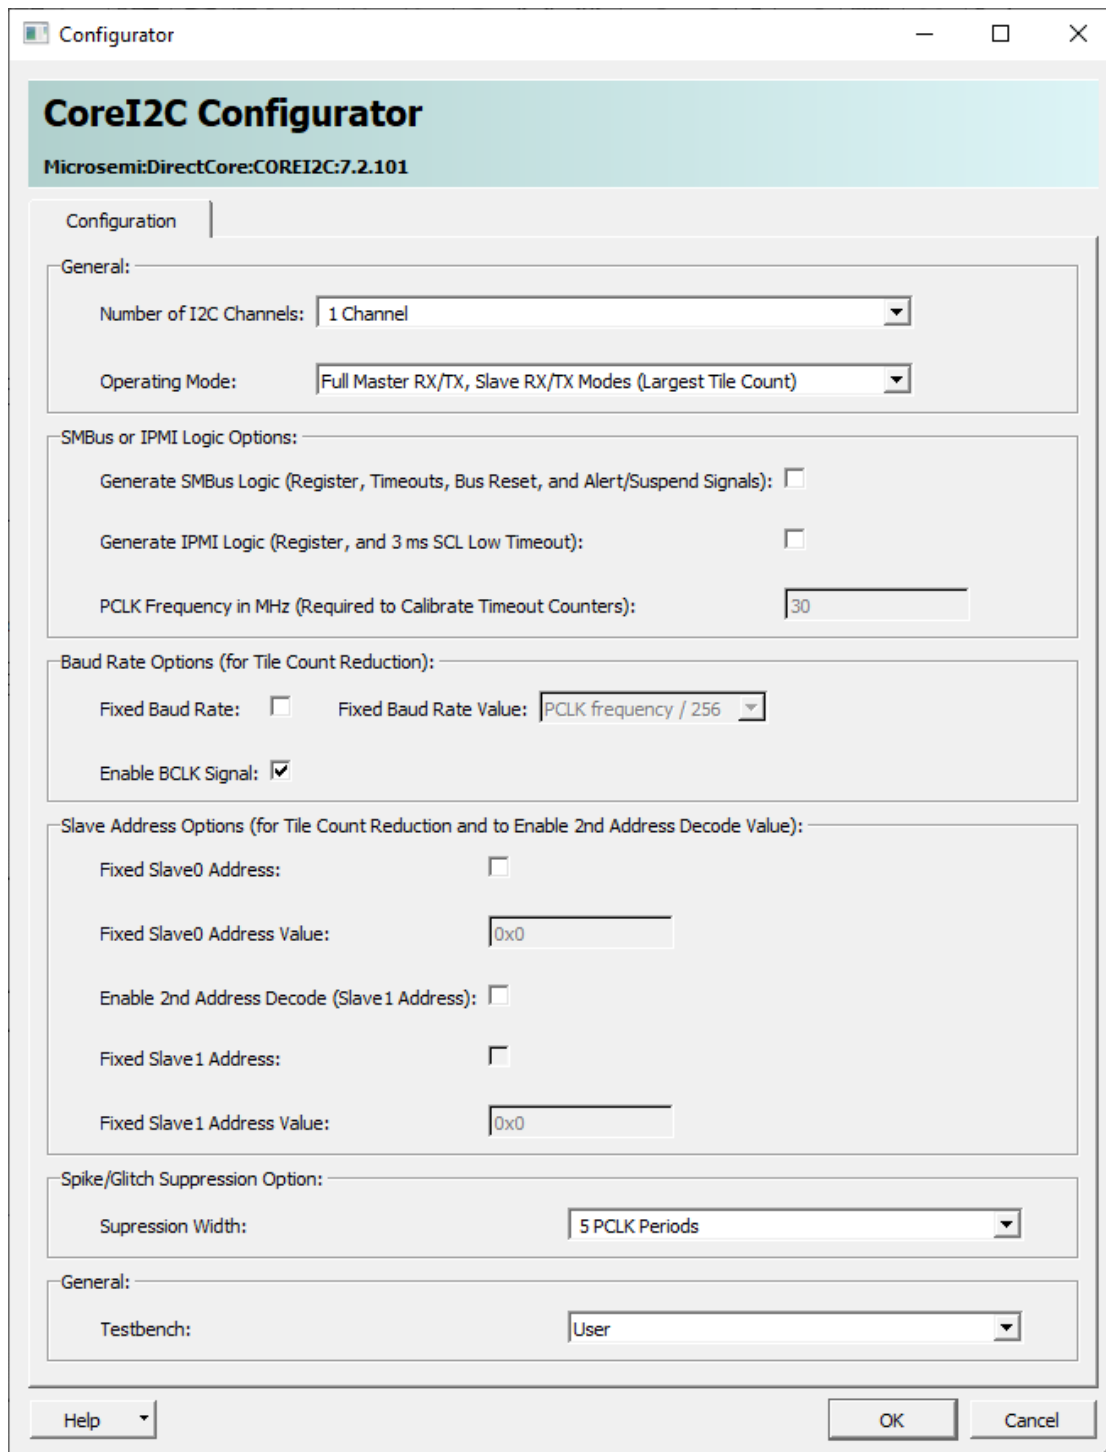 Configurator
CoreI2C Configurator
Microsemi:DirectCore:COREI2C:7.2.101
Configuration
General:
Number of I2C Channels: 1 Channel
Operating Mode: Full Master RX/TX, Slave RX/TX Modes (Largest Tile Count)
SMBus or IPMI Logic Options:
Generate SMBus Logic (Register, Timeouts, Bus Reset, and Alert/Suspend Signals):
Generate IPMI Logic (Register, and 3 ms SCL Low Timeout):
PCLK Frequency in MHz (Required to Calibrate Timeout Counters): 30
Baud Rate Options (for Tile Count Reduction):
Fixed Baud Rate: Fixed Baud Rate Value: PCLK frequency / 256
Enable BCLK Signal:
Slave Address Options (for Tile Count Reduction and to Enable 2nd Address Decode Value):
Fixed Slave0 Address:
Fixed Slave0 Address Value: 0x0
Enable 2nd Address Decode (Slave1 Address):
Fixed Slave1 Address:
Fixed Slave1 Address Value: 0x0
Spike/Glitch Suppression Option:
Supression Width: 5 PCLK Periods
General:
Testbench: User
Help OK Cancel